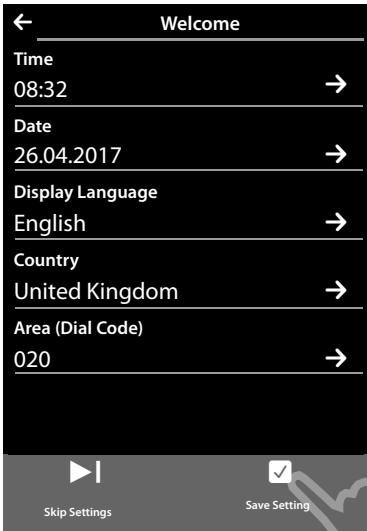 Welcome
Time
08:32
Date
26.04.2017
Display Language
English
Country
United Kingdom
Area (Dial Code)
020
Skip Settings
Save Setting